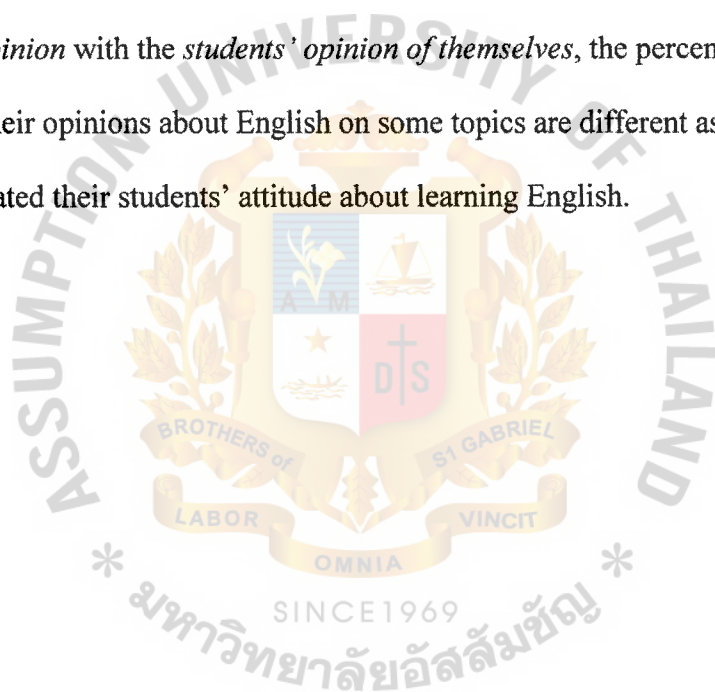 inion with the students' opinion of themselves, the percen
eir opinions about English on some topics are different as
ated their students' attitude about learning English.
ASSUMPTION UNIVERSITY OF THAILAND
A M
D S
BROTHERS of ST GABRIEL
LABOR VINCIT
OMNIA
* SINCE1969 *
มหาวิทยาลัยอัสสัมชัญ